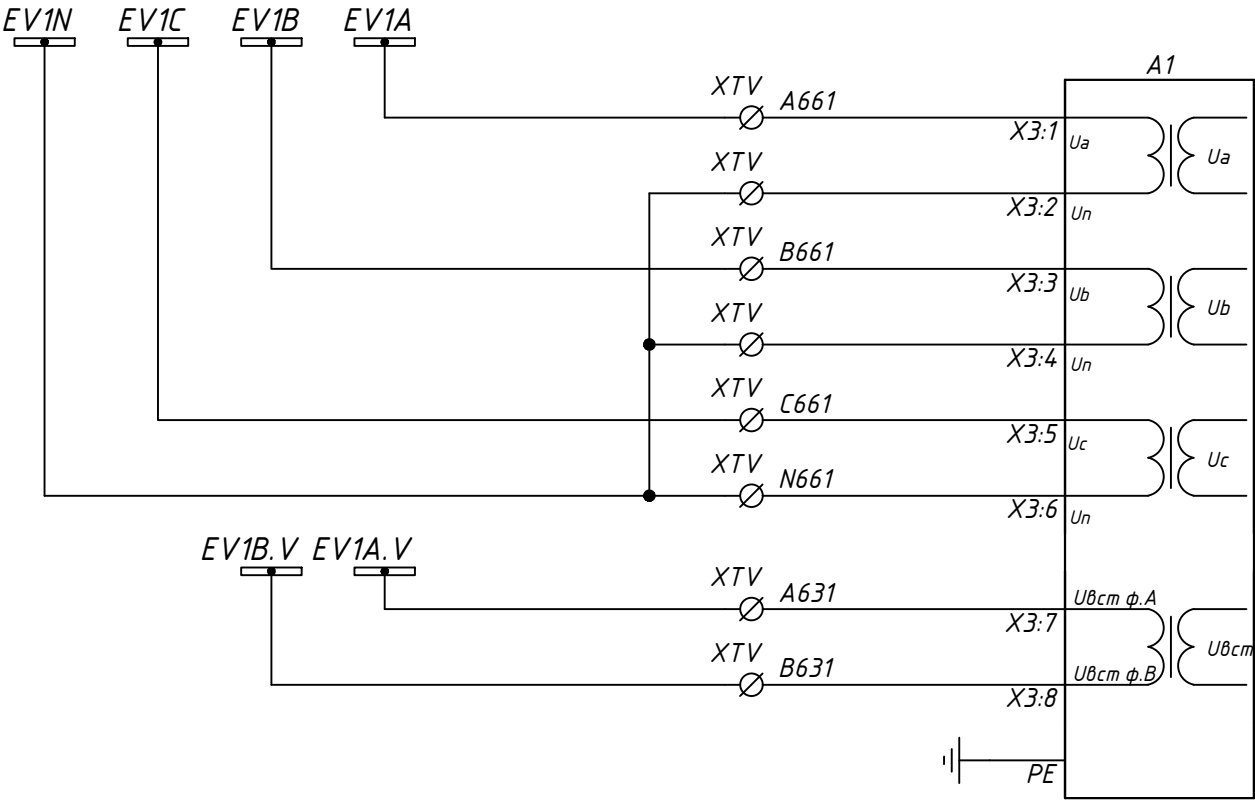 EV1N EV1C EV1B EV1A
A1
XTV A661
X3:1 Ua Ua
XTV
X3:2 Un
XTV B661
X3:3 Ub Ub
XTV
X3:4 Un
XTV C661
X3:5 Uc Uc
XTV N661
X3:6 Un
EV1B.V EV1A.V
XTV A631
Uвст ф.А
X3:7
Uвст
XTV B631
Uвст ф.В
X3:8
PE